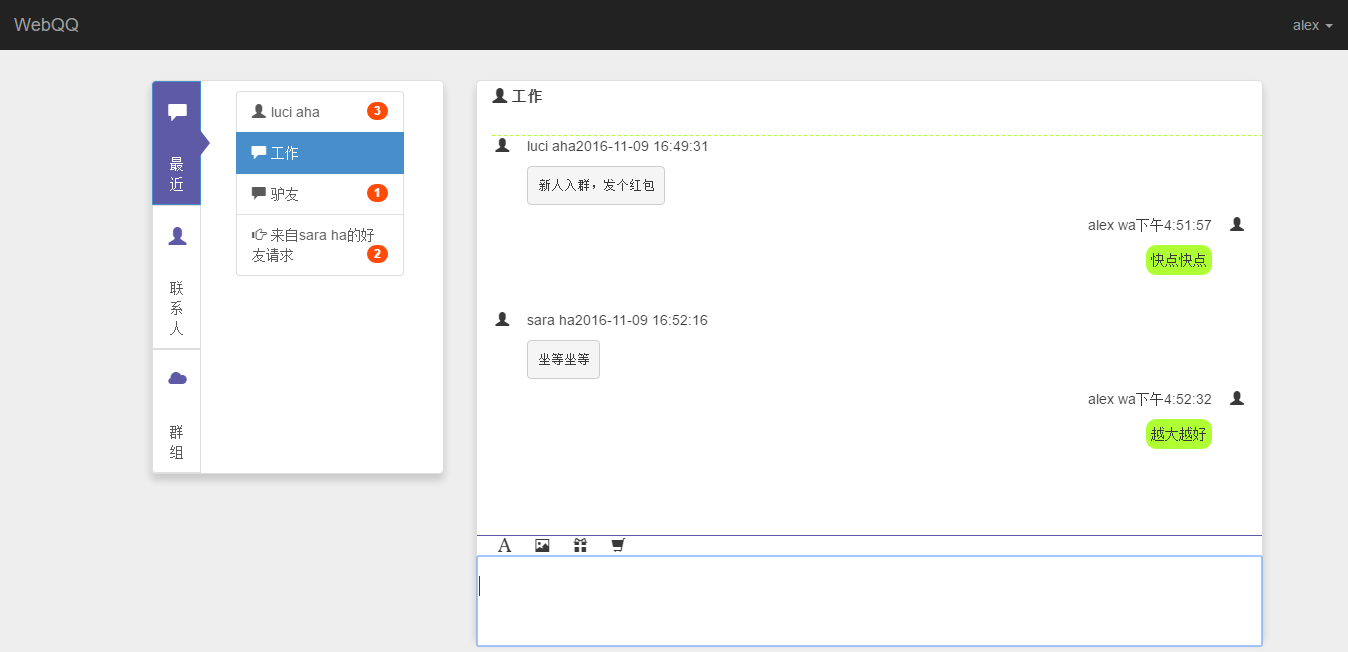 WebQQ
alex
最
近
联
系
人
群
组
luci aha 3
工作
驴友 1
来自sara ha的好
友请求 2
工作
luci aha2016-11-09 16:49:31
新人入群，发个红包
alex wa下午4:51:57
快点快点
sara ha2016-11-09 16:52:16
坐等坐等
alex wa下午4:52:32
越大越好
A